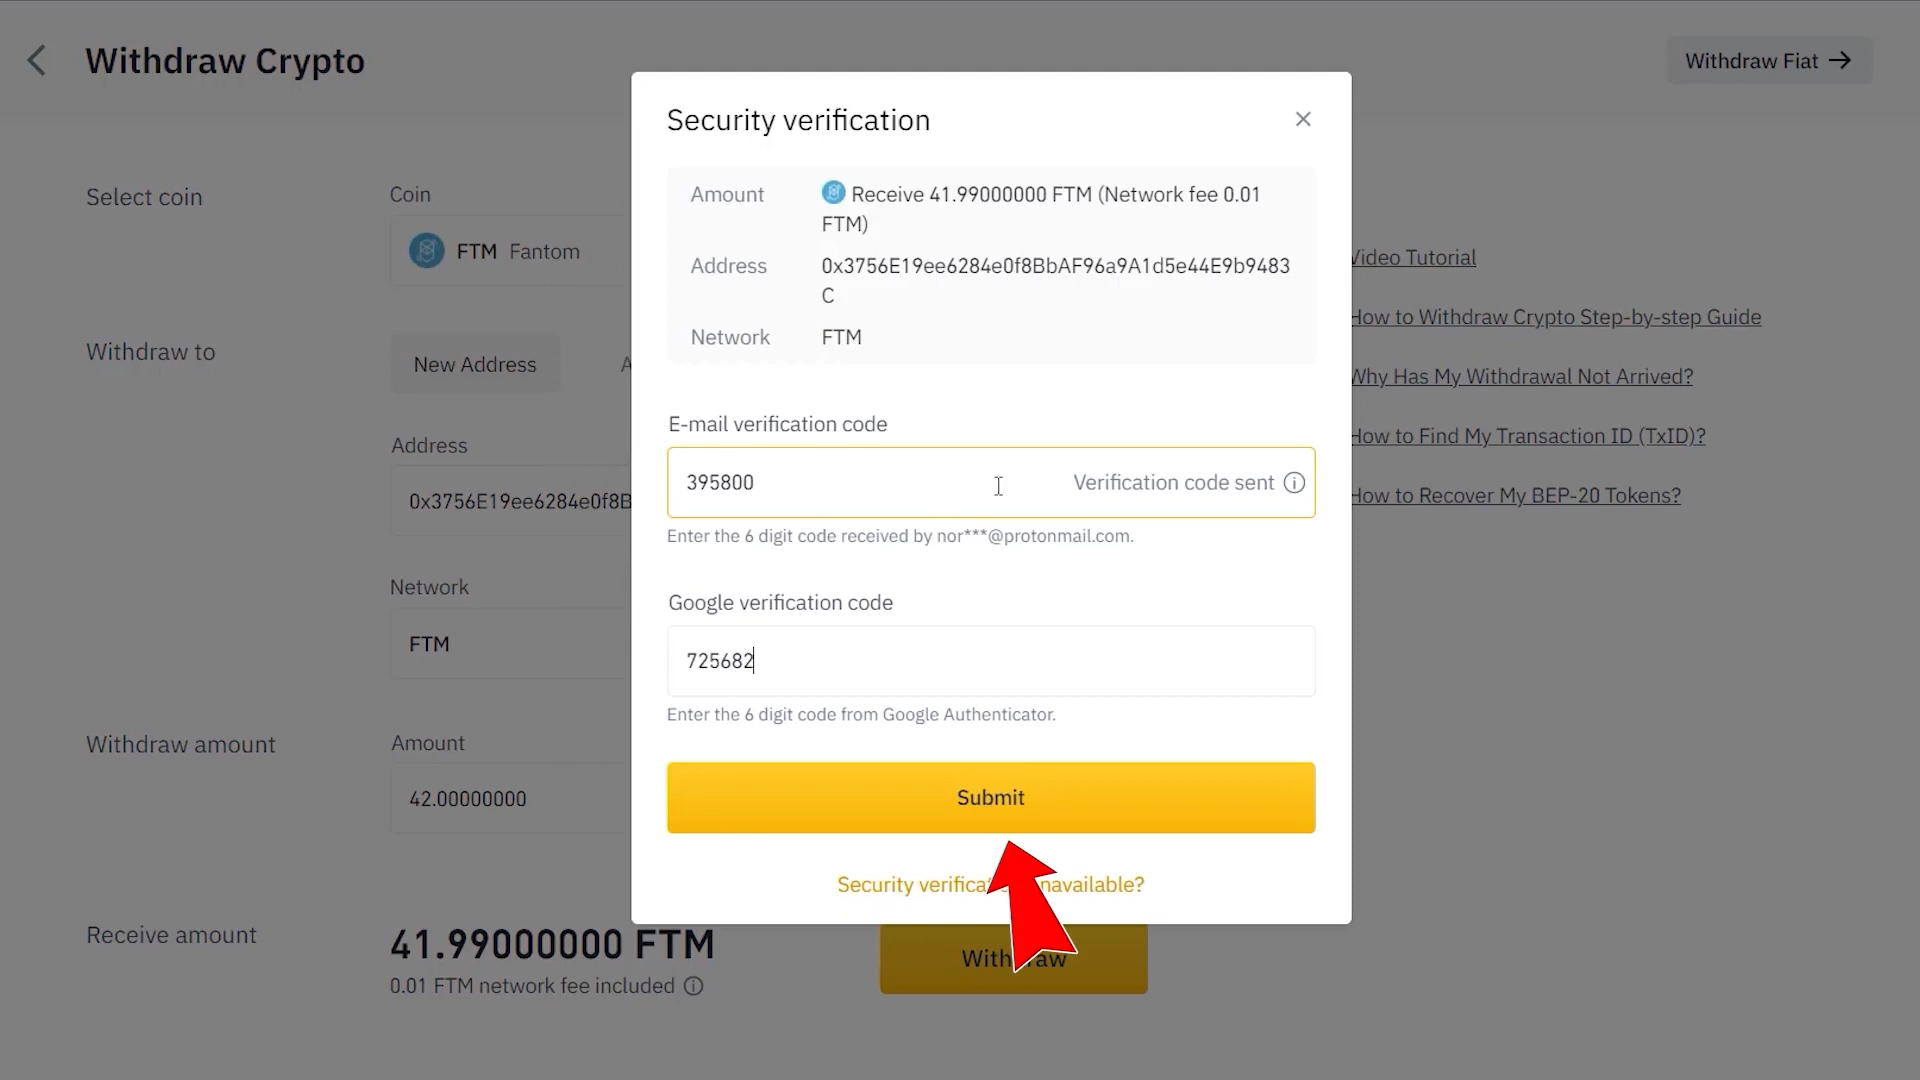 Withdraw Crypto
Withdraw Fiat
Security verification
Amount
Receive 41.99000000 FTM (Network fee 0.01
FTM)
Address
0x3756E19ee6284e0f8BbAF96a9A1d5e44E9b9483
C
Network
FTM
E-mail verification code
395800
Verification code sent
Enter the 6 digit code received by nor***@protonmail.com.
Google verification code
725682
Enter the 6 digit code from Google Authenticator.
Submit
Security
Select coin
Coin
FTM Fantom
Withdraw to
New Address
A
Address
0x3756E19ee6284e0f8B
Network
FTM
Withdraw amount
Amount
42.00000000
Receive amount
41.99000000 FTM
0.01 FTM network fee included
Video Tutorial
How to Withdraw Crypto Step-by-step Guide
Why Has My Withdrawal Not Arrived?
How to Find My Transaction ID (TxID)?
How to Recover My BEP-20 Tokens?